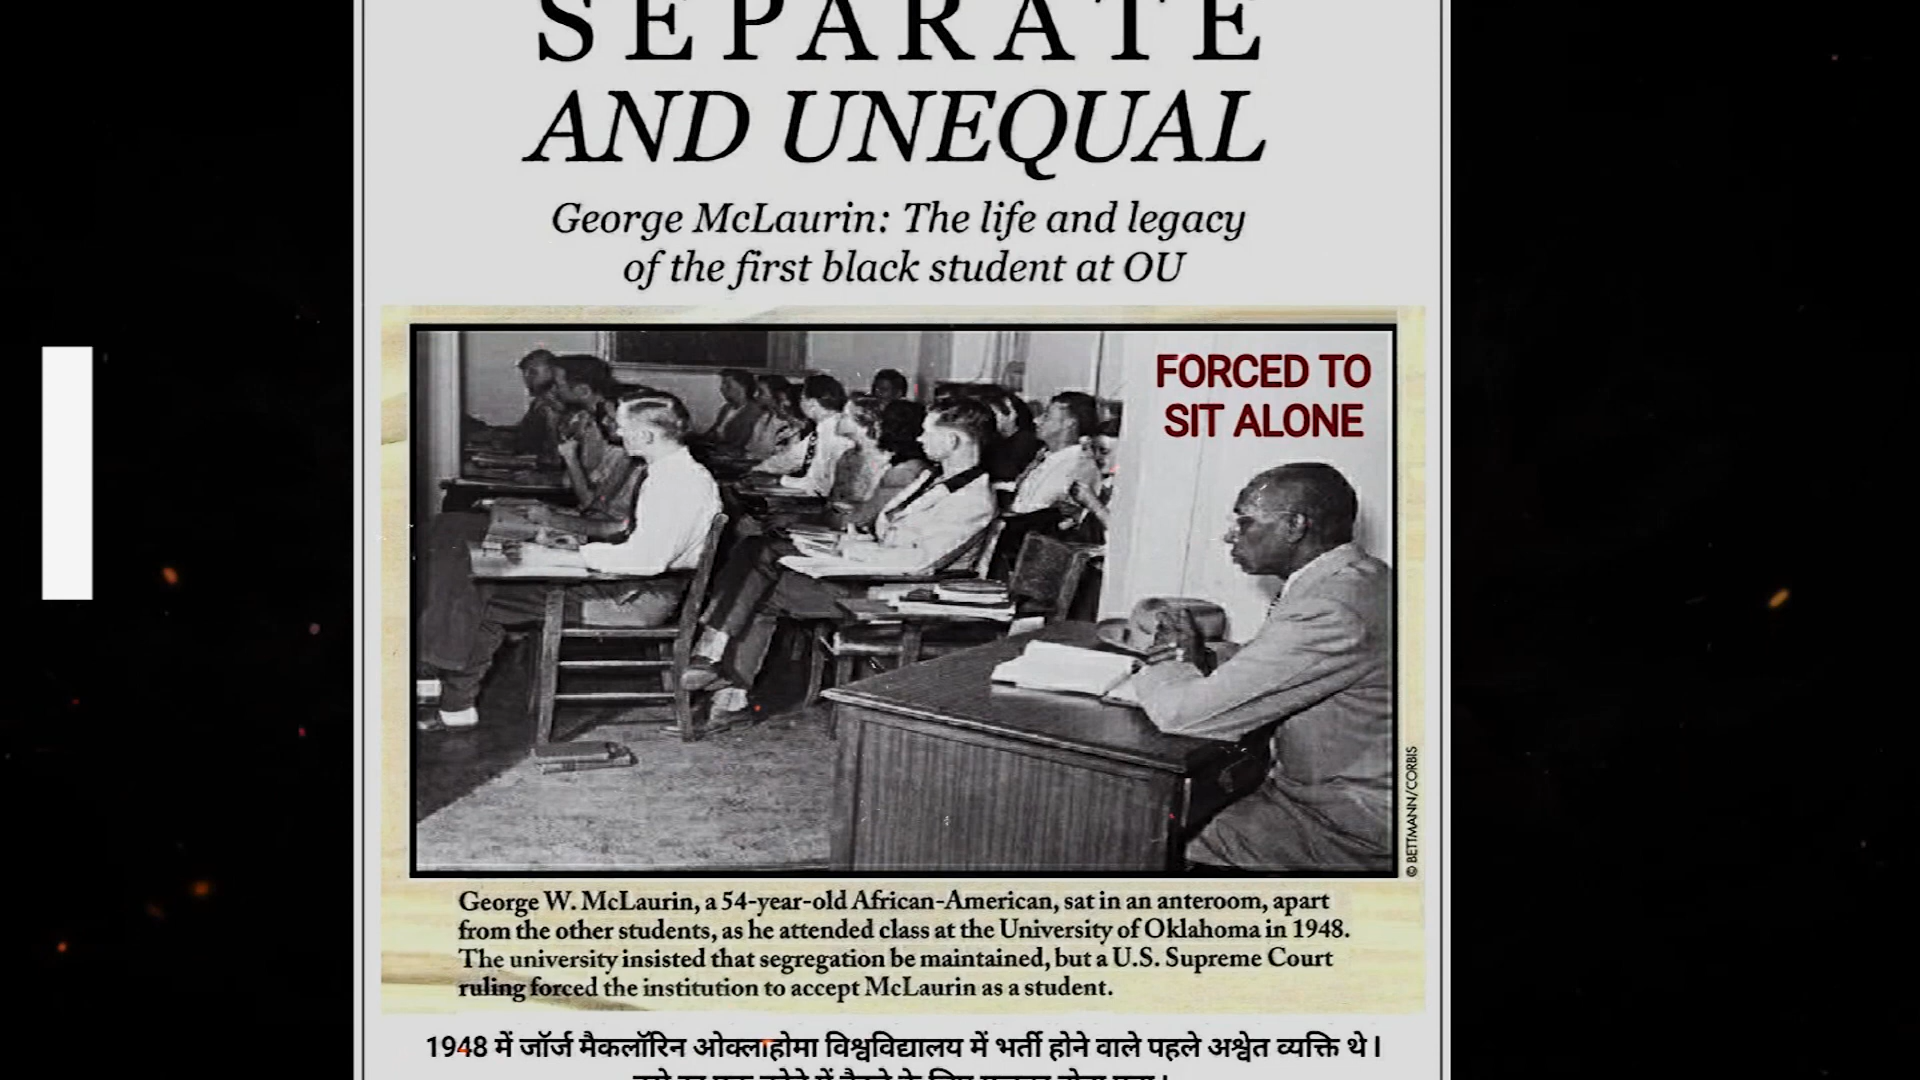 SEPARATE
AND UNEQUAL
George McLaurin: The life and legacy
of the first black student at OU
FORCED TO
SIT ALONE
© BETTMANN/CORBIS
George W. McLaurin, a 54-year-old African-American, sat in an anteroom, apart
from the other students, as he attended class at the University of Oklahoma in 1948.
The university insisted that segregation be maintained, but a U.S. Supreme Court
ruling forced the institution to accept McLaurin as a student.
1948 में जॉर्ज मैकलॉरिन ओक्लाहोमा विश्वविद्यालय में भर्ती होने वाले पहले अश्वेत व्यक्ति थे।